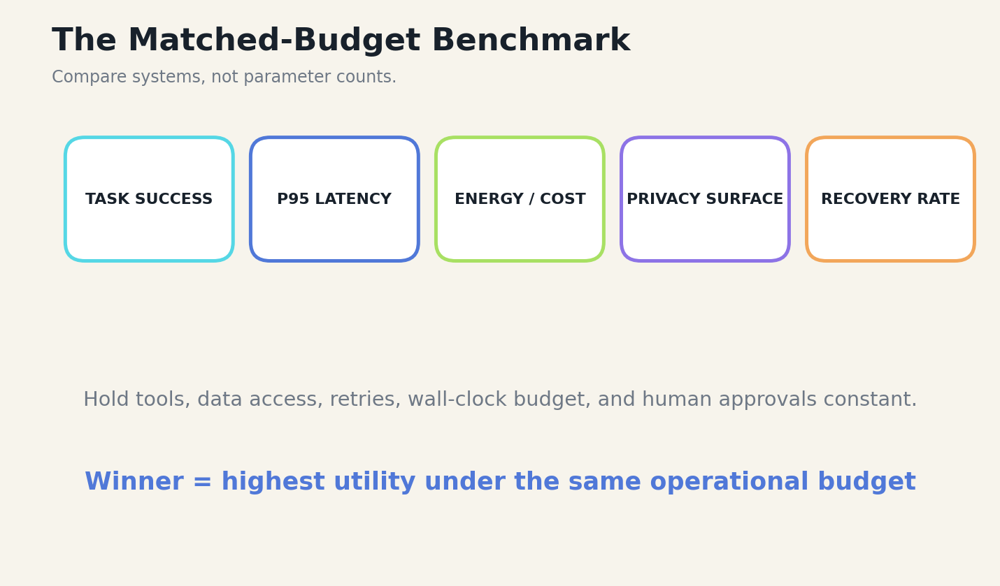 The Matched-Budget Benchmark
Compare systems, not parameter counts.
TASK SUCCESS
P95 LATENCY
ENERGY / COST
PRIVACY SURFACE
RECOVERY RATE
Hold tools, data access, retries, wall-clock budget, and human approvals constant.
Winner = highest utility under the same operational budget